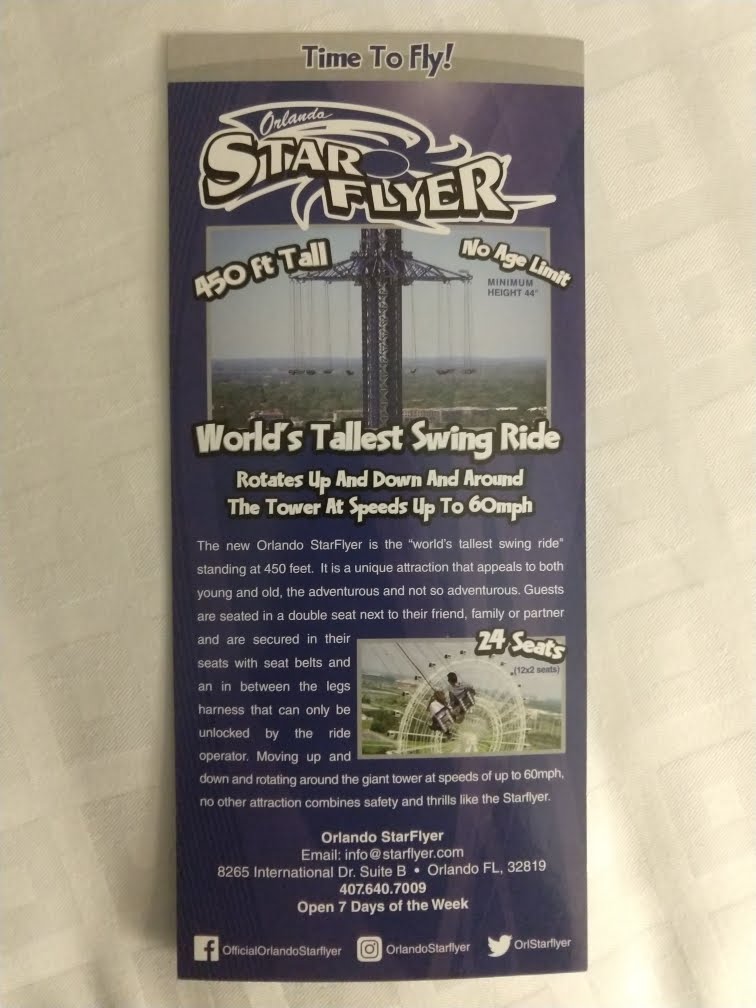 Time To Fly!
Orlando
STAR
FLYER
450 ft Tall
No Age Limit
MINIMUM
HEIGHT 44"
World's Tallest Swing Ride
Rotates Up And Down And Around
The Tower At Speeds Up To 60mph
The new Orlando StarFlyer is the "world's tallest swing ride"
standing at 450 feet. It is a unique attraction that appeals to both
young and old, the adventurous and not so adventurous. Guests
are seated in a double seat next to their friend, family or partner
and are secured in their
seats with seat belts and
an in between the legs
harness that can only be
unlocked by the ride
operator. Moving up and
24 Seats
(12x2 seats)
down and rotating around the giant tower at speeds of up to 60mph,
no other attraction combines safety and thrills like the Starflyer.
Orlando StarFlyer
Email: info@starflyer.com
8265 International Dr. Suite B • Orlando FL, 32819
407.640.7009
Open 7 Days of the Week
OfficialOrlandoStarflyer OrlandoStarflyer OrlStarflyer